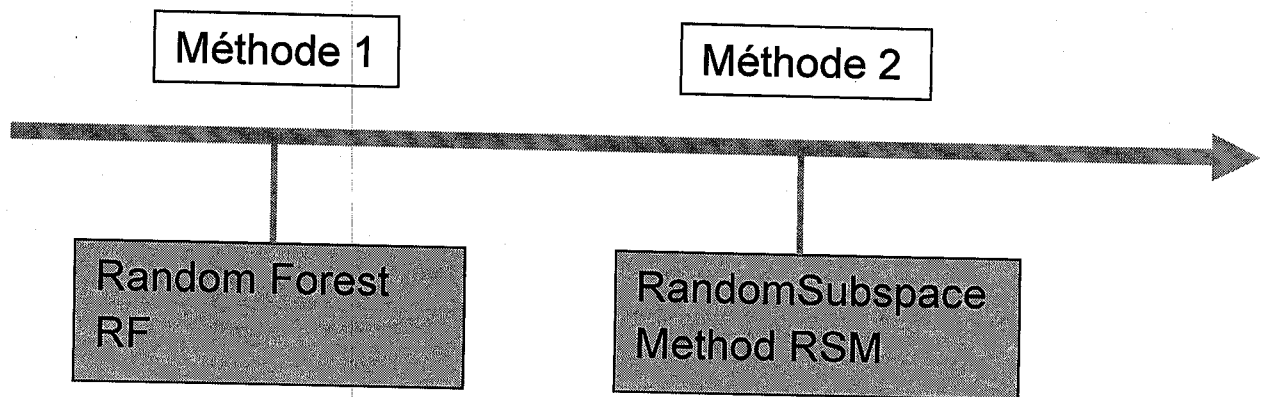 Méthode 1
Méthode 2
Random Forest
RF
RandomSubspace
Method RSM